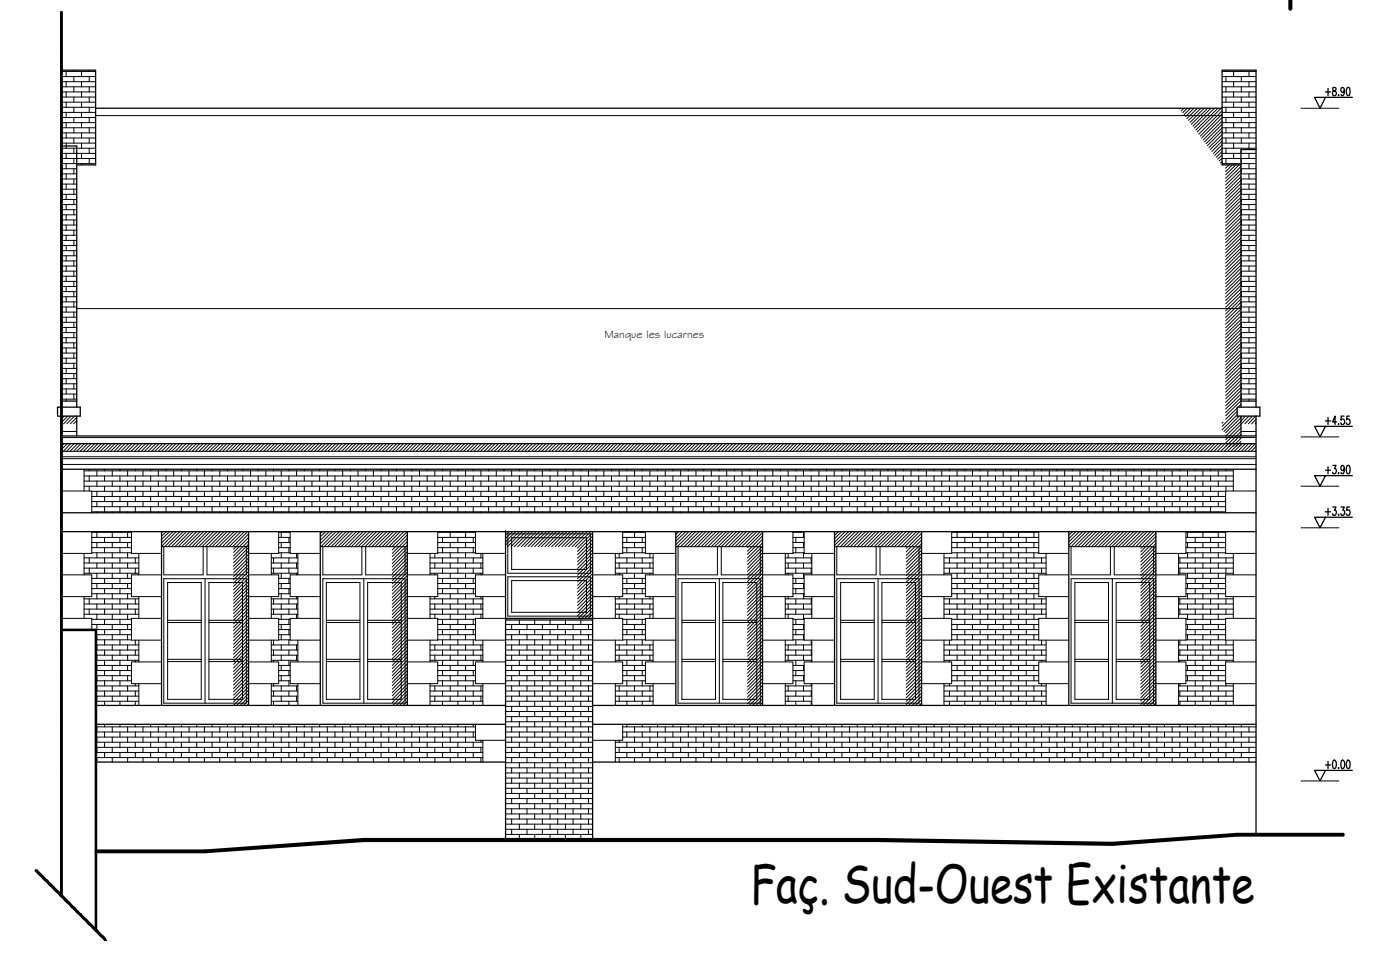 +8.90
Manque les lucarnes
+4.55
+3.90
+3.35
+0.00
Faç. Sud-Ouest Existante